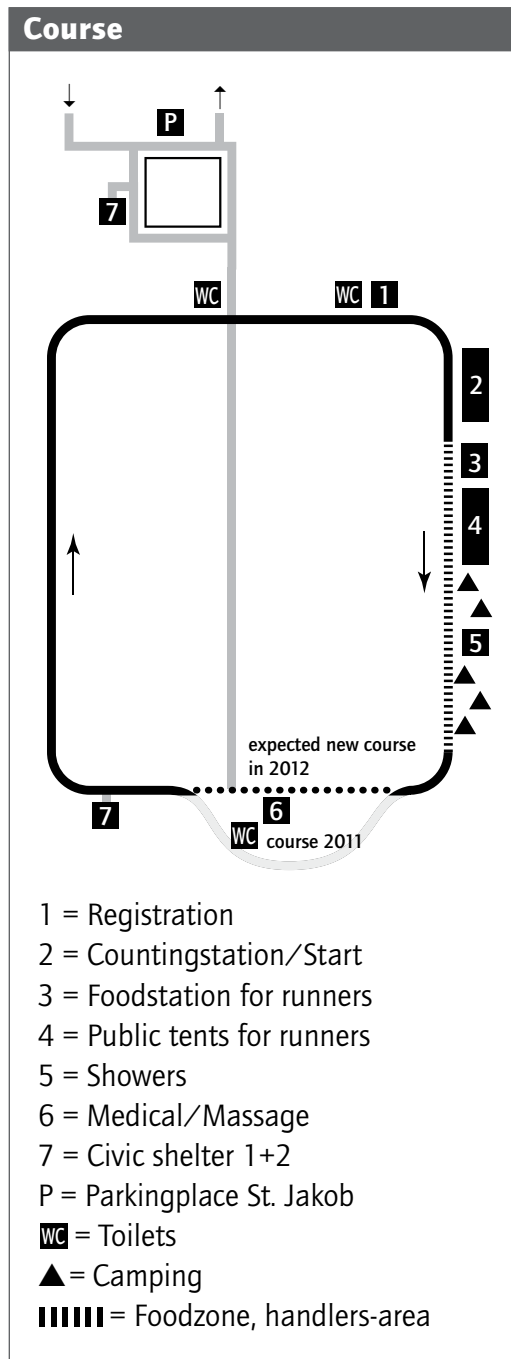 Course
P
7
WC
WC 1
2
3
4
5
expected new course
in 2012
7
6
WC course 2011
1 = Registration
2 = Countingstation/Start
3 = Foodstation for runners
4 = Public tents for runners
5 = Showers
6 = Medical/Massage
7 = Civic shelter 1+2
P = Parkingplace St. Jakob
WC = Toilets
▲ = Camping
= Foodzone, handlers-area